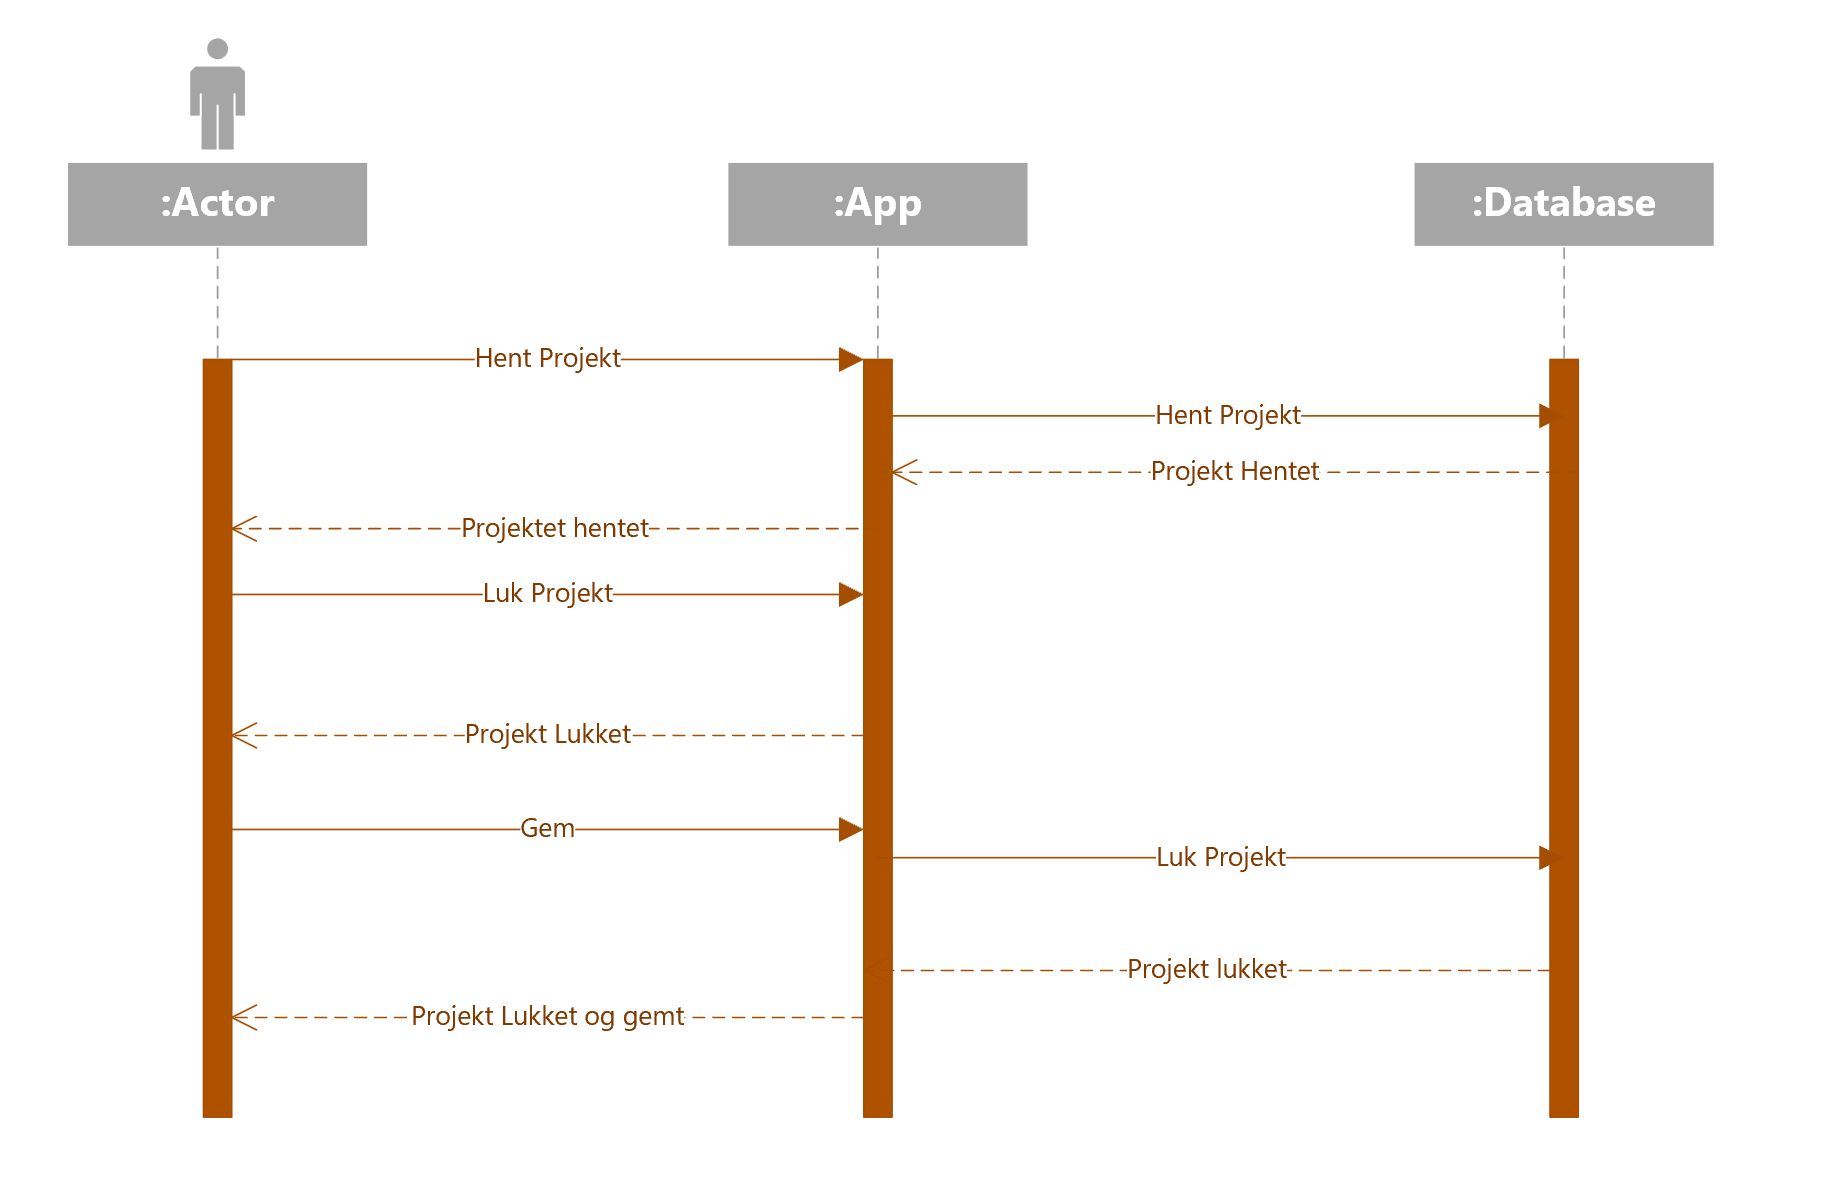 :Actor
:App
:Database
Hent Projekt
Hent Projekt
Projekt Hentet
Projektet hentet
Luk Projekt
Projekt Lukket
Gem
Luk Projekt
Projekt lukket
Projekt Lukket og gemt